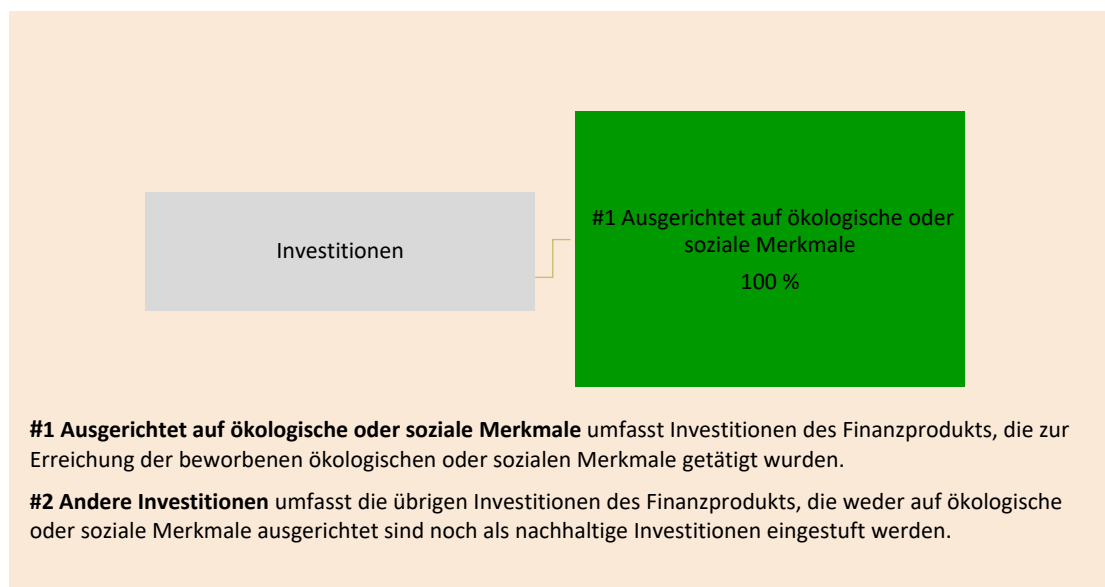 Investitionen
#1 Ausgerichtet auf ökologische oder
soziale Merkmale
100 %
#1 Ausgerichtet auf ökologische oder soziale Merkmale umfasst Investitionen des Finanzprodukts, die zur
Erreichung der beworbenen ökologischen oder sozialen Merkmale getätigt wurden.
#2 Andere Investitionen umfasst die übrigen Investitionen des Finanzprodukts, die weder auf ökologische
oder soziale Merkmale ausgerichtet sind noch als nachhaltige Investitionen eingestuft werden.